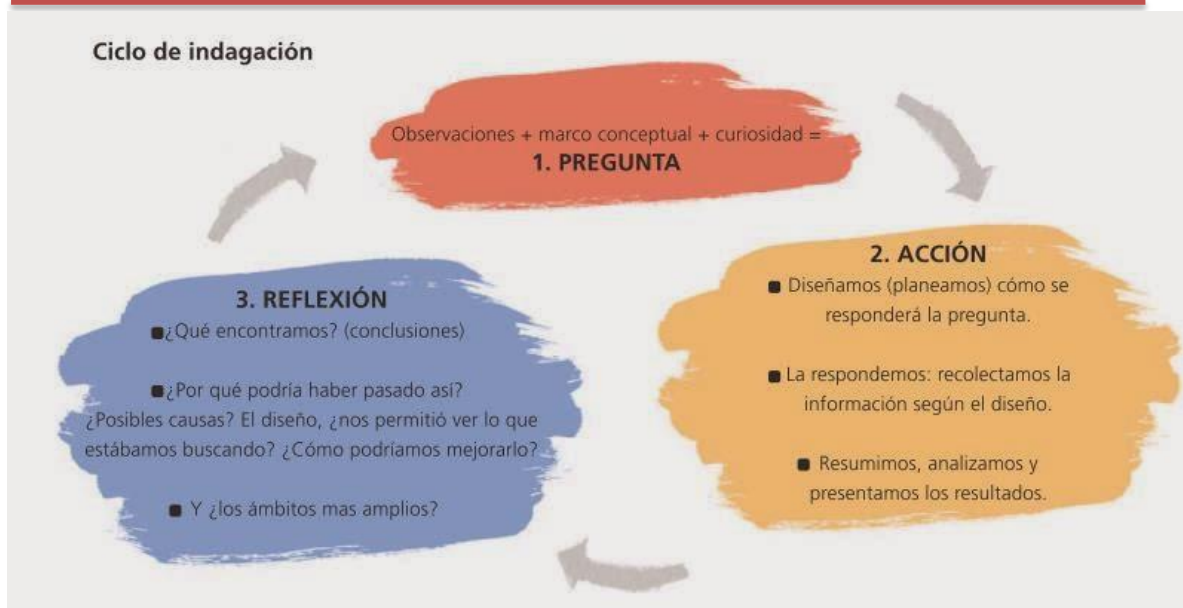 Ciclo de indagación
Observaciones + marco conceptual + curiosidad =
1. PREGUNTA
2. ACCIÓN
■ Diseñamos (planeamos) cómo se
responderá la pregunta.
■ La respondemos: recolectamos la
información según el diseño.
■ Resumimos, analizamos y
presentamos los resultados.
3. REFLEXIÓN
■¿Qué encontramos? (conclusiones)
■¿Por qué podría haber pasado así?
¿Posibles causas? El diseño, ¿nos permitió ver lo que
estábamos buscando? ¿Cómo podríamos mejorarlo?
■ Y ¿los ámbitos mas amplios?